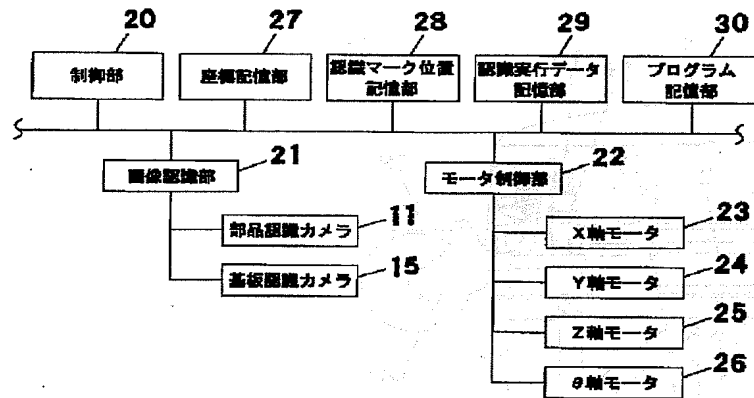 20
27
28
29
30
制御部
座標記憶部
認識マーク位置
記憶部
認識実行データ
記憶部
プログラム
記憶部
21
22
画像認識部
モータ制御部
11
23
部品認識カメラ
X軸モータ
15
24
基板認識カメラ
Y軸モータ
25
Z軸モータ
26
θ軸モータ